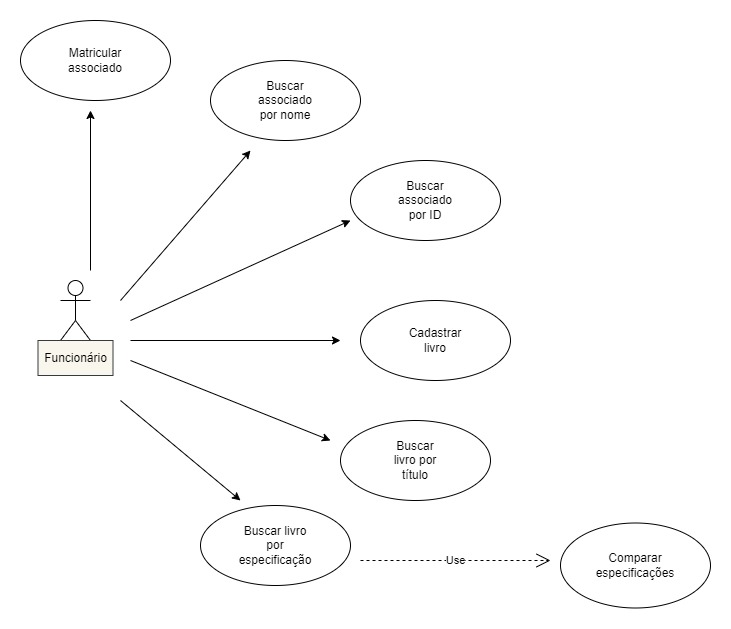 Matricular
associado
Buscar
associado
por nome
Buscar
associado
por ID
Cadastrar
livro
Funcionário
Buscar
livro por
título
Buscar livro
por
especificação
Use
Comparar
especificações